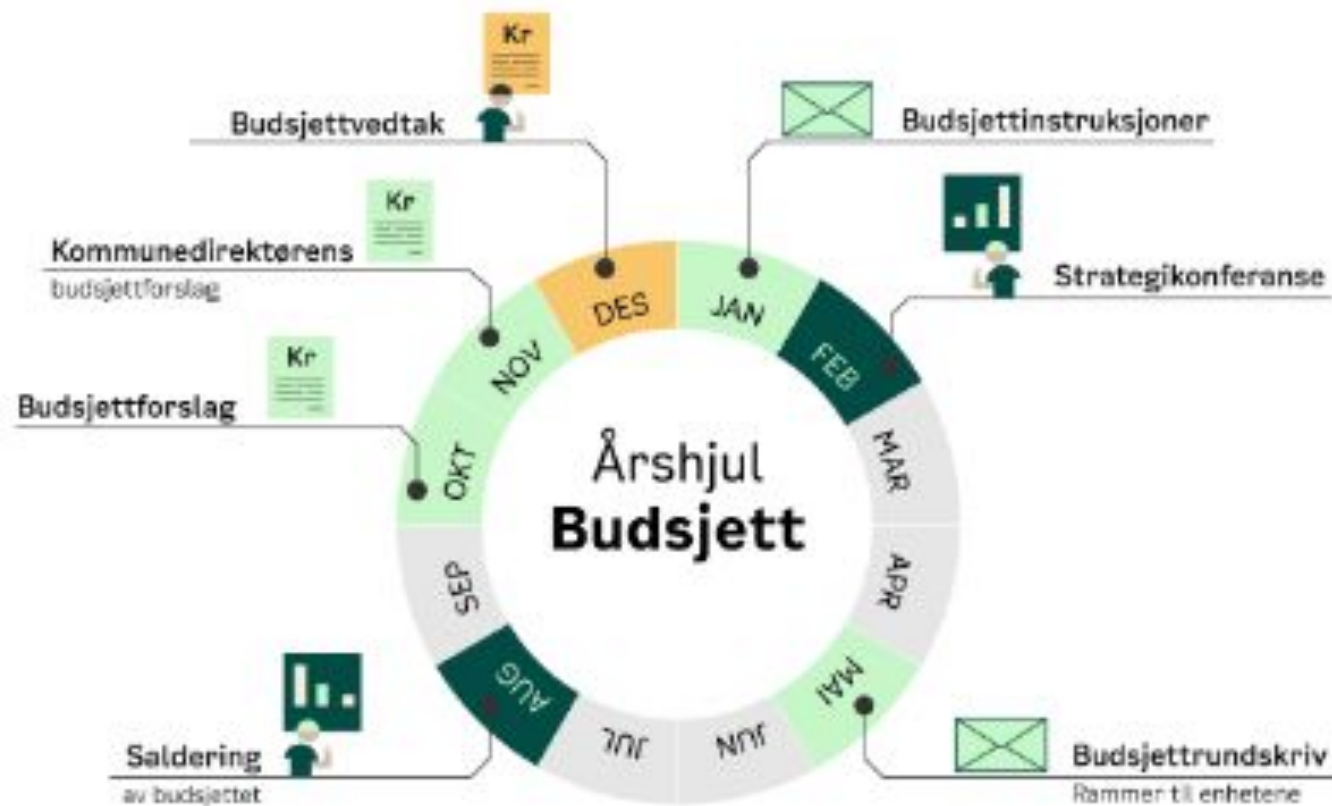 Kr
Budsjettvedtak
Budsjettinstruksjoner
Kr
Kommunedirektørens
budsjettforslag
Strategikonferanse
Kr
Budsjettforslag
DES
JAN
NOV
FEB
OKT
MAR
Årshjul
Budsjett
SEP
APR
AUG
MAI
JUL
JUN
Saldering
av budsjettet
Budsjettrundskriv
Rammer til enhetene